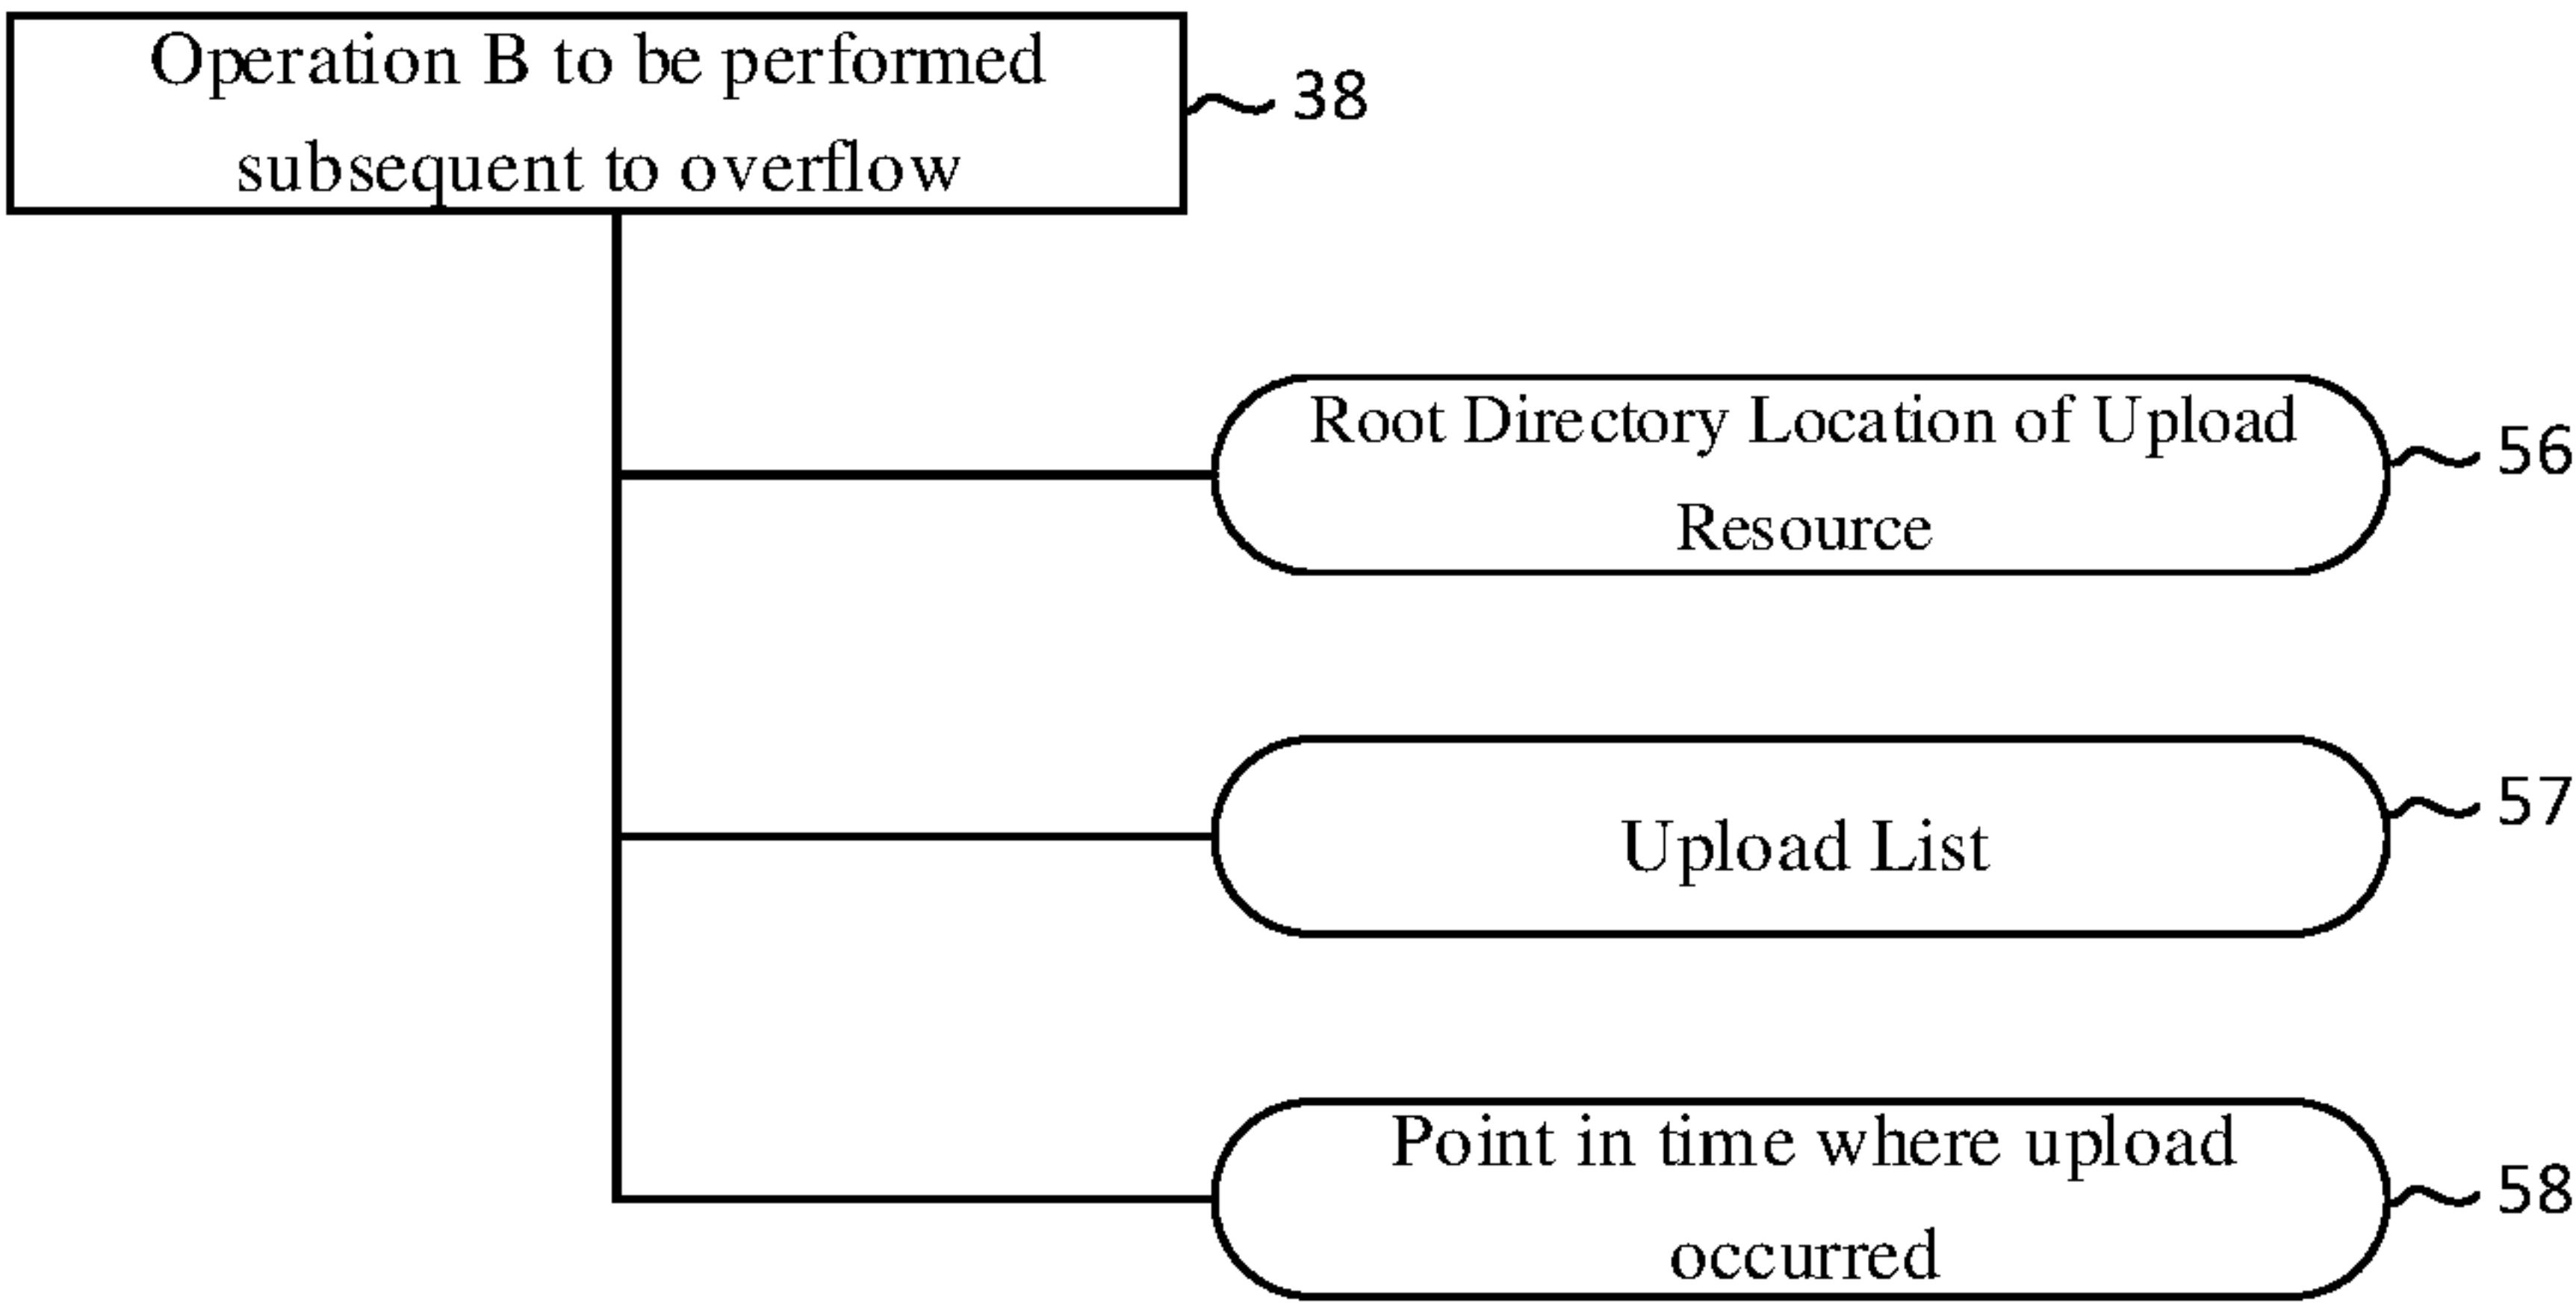 Operation B to be performed
subsequent to overflow
38
Root Directory Location of Upload
Resource
56
Upload List
57
Point in time where upload
occurred
58